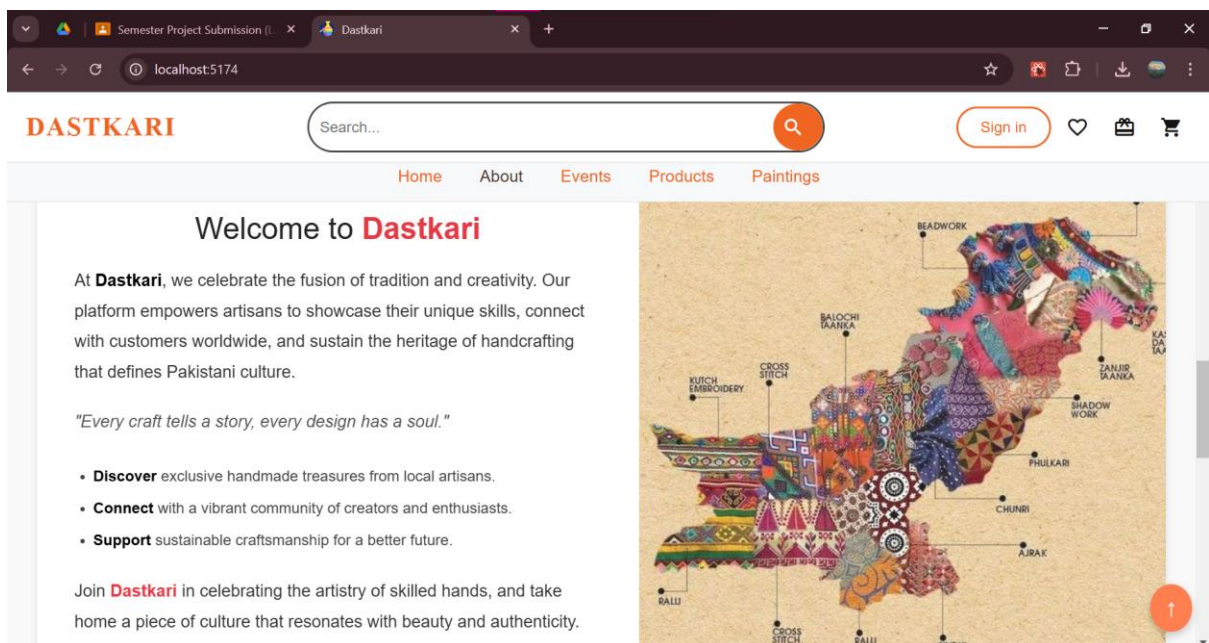 Semester Project Submission (L
Dastkari
localhost:5174
DASTKARI
Search...
Sign in
Home About Events Products Paintings
Welcome to Dastkari
At Dastkari, we celebrate the fusion of tradition and creativity. Our
platform empowers artisans to showcase their unique skills, connect
with customers worldwide, and sustain the heritage of handcrafting
that defines Pakistani culture.
"Every craft tells a story, every design has a soul."
• Discover exclusive handmade treasures from local artisans.
• Connect with a vibrant community of creators and enthusiasts.
• Support sustainable craftsmanship for a better future.
Join Dastkari in celebrating the artistry of skilled hands, and take
home a piece of culture that resonates with beauty and authenticity.
BEADWORK
BALOCHI
TAANKA
KA
DA
TAA
ZANJIR
TAANKA
CROSS
STITCH
KUTCH
EMBROIDERY
SHADOW
WORK
PHULKARI
CHUNRI
AJRAK
RALLI
CROSS
STITCH
RALLI